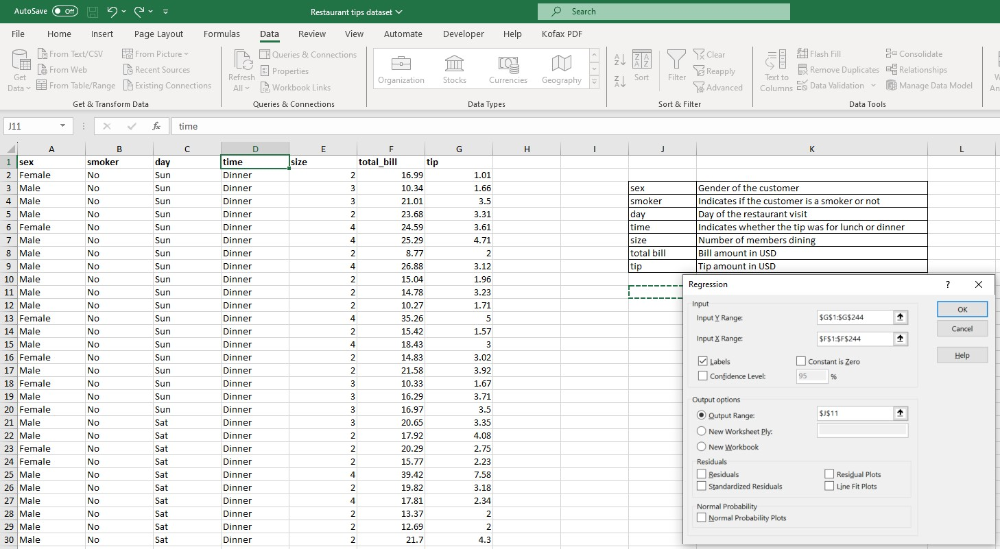 AutoSave Off Restaurant tips dataset Search
File Home Insert Page Layout Formulas Data Review View Automate Developer Help Kofax PDF
Get Data
From Text/CSV
From Web
From Table/Range
From Picture
Recent Sources
Existing Connections
Get & Transform Data
Refresh All
Queries & Connections
Properties
Workbook Links
Queries & Connections
Organization Stocks Currencies Geography
Data Types
Sort
Filter
Clear
Reapply
Advanced
Sort & Filter
Text to Columns
Flash Fill
Remove Duplicates
Data Validation
Consolidate
Relationships
Manage Data Model
Data Tools
J11 fx time
A B C D E F G H I J K L
1 sex smoker day time size total_bill tip
2 Female No Sun Dinner 2 16.99 1.01
3 Male No Sun Dinner 3 10.34 1.66 sex Gender of the customer
4 Male No Sun Dinner 3 21.01 3.5 smoker Indicates if the customer is a smoker or not
5 Male No Sun Dinner 2 23.68 3.31 day Day of the restaurant visit
6 Female No Sun Dinner 4 24.59 3.61 time Indicates whether the tip was for lunch or dinner
7 Male No Sun Dinner 4 25.29 4.71 size Number of members dining
8 Male No Sun Dinner 2 8.77 2 total bill Bill amount in USD
9 Male No Sun Dinner 4 26.88 3.12 tip Tip amount in USD
10 Male No Sun Dinner 2 15.04 1.96
11 Male No Sun Dinner 2 14.78 3.23
12 Male No Sun Dinner 2 10.27 1.71
13 Female No Sun Dinner 4 35.26 5
14 Male No Sun Dinner 2 15.42 1.57
15 Male No Sun Dinner 4 18.43 3
16 Female No Sun Dinner 2 14.83 3.02
17 Male No Sun Dinner 2 21.58 3.92
18 Female No Sun Dinner 3 10.33 1.67
19 Male No Sun Dinner 3 16.29 3.71
20 Female No Sun Dinner 3 16.97 3.5
21 Male No Sat Dinner 3 20.65 3.35
22 Male No Sat Dinner 2 17.92 4.08
23 Female No Sat Dinner 2 20.29 2.75
24 Female No Sat Dinner 2 15.77 2.23
25 Male No Sat Dinner 4 39.42 7.58
26 Male No Sat Dinner 2 19.82 3.18
27 Male No Sat Dinner 4 17.81 2.34
28 Male No Sat Dinner 2 13.37 2
29 Male No Sat Dinner 2 12.69 2
30 Male No Sat Dinner 2 21.7 4.3
Regression ?
Input
Input Y Range: $G$1:$G$244
Input X Range: $F$1:$F$244
Labels Constant is Zero
Confidence Level: 95 %
Output options
Output Range: $J$11
New Worksheet Ply:
New Workbook
Residuals
Residuals Residual Plots
Standardized Residuals Line Fit Plots
Normal Probability
Normal Probability Plots
OK
Cancel
Help